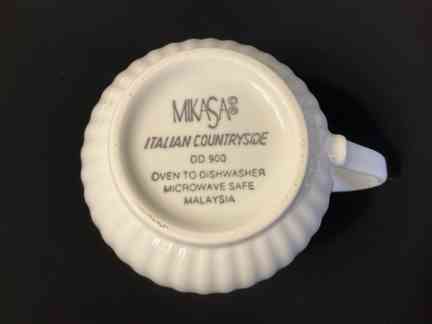 MIKASA
ITALIAN COUNTRYSIDE
DD 900
OVEN TO DISHWASHER
MICROWAVE SAFE
MALAYSIA